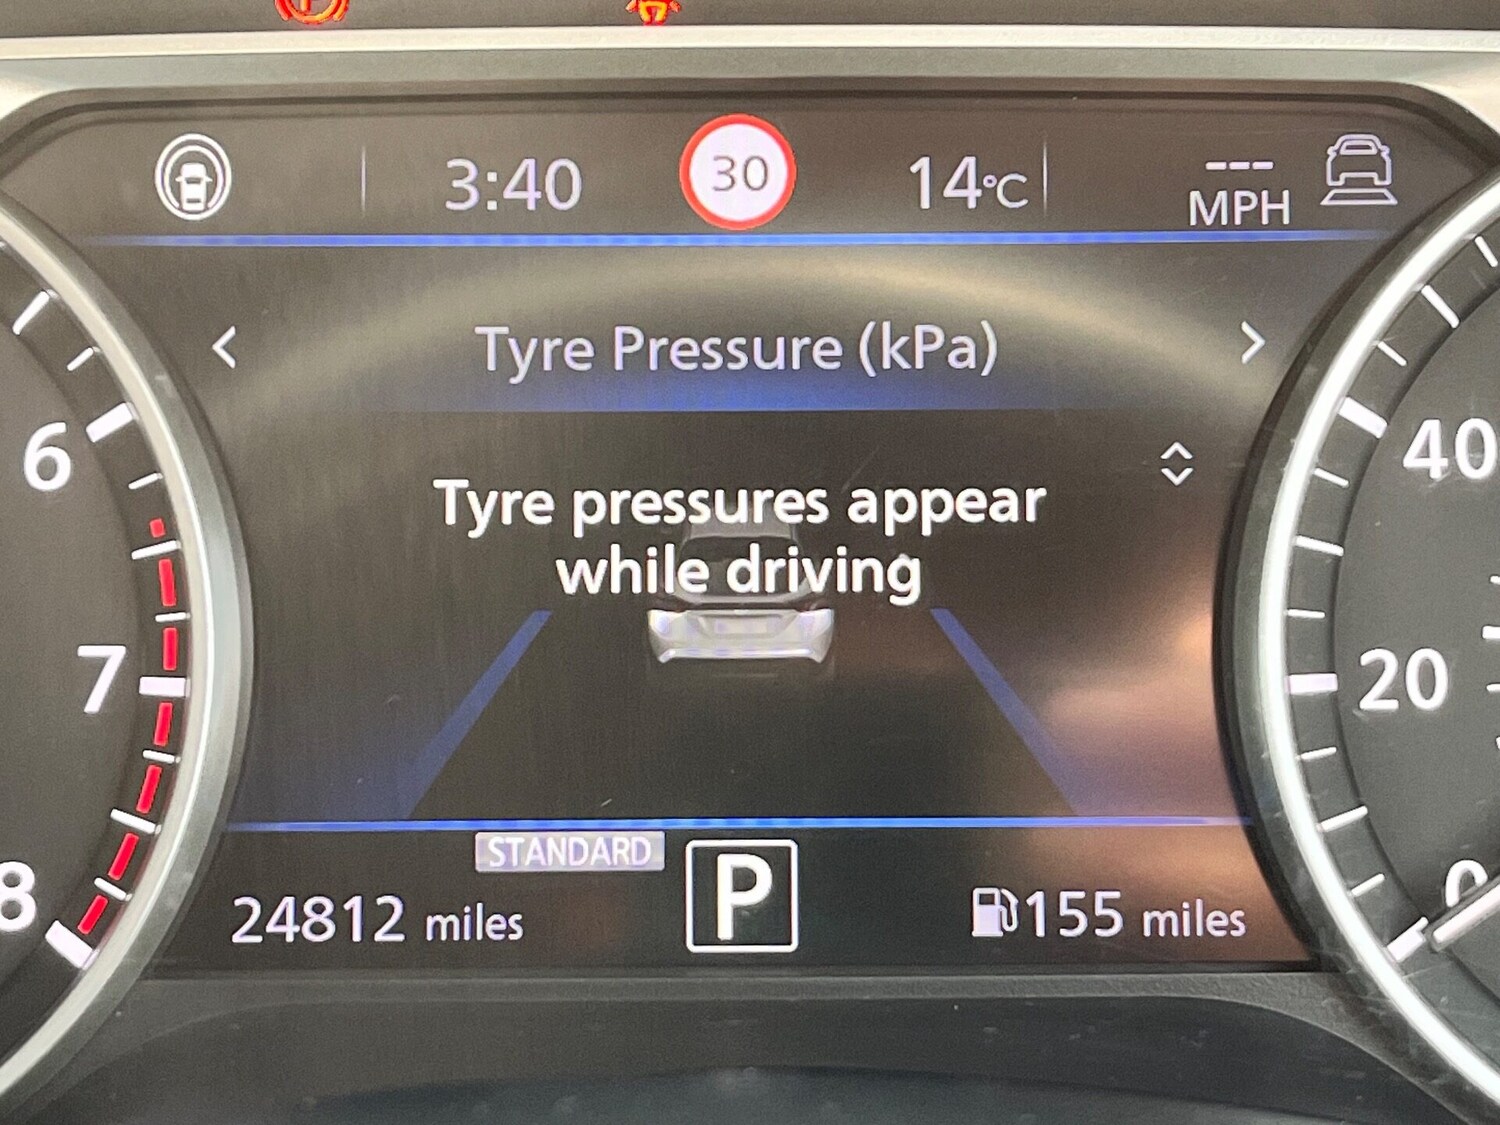 3:40
30
14°C
---
MPH
Tyre Pressure (kPa)
Tyre pressures appear
while driving
6
7
8
40
20
0
STANDARD
P
24812 miles
155 miles